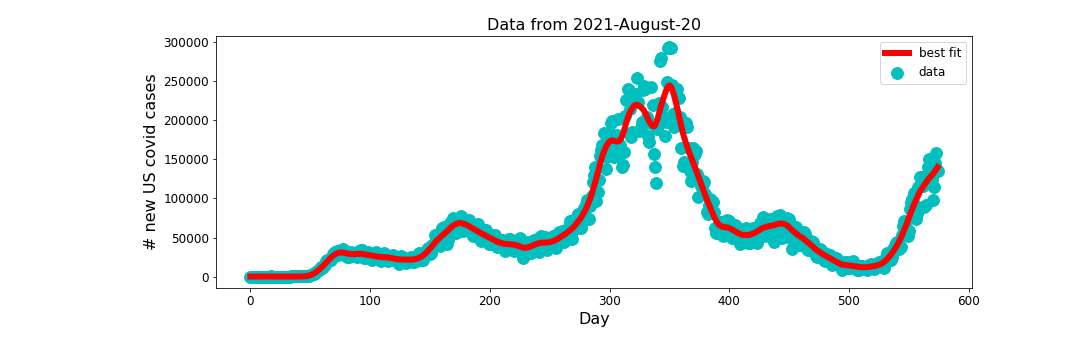 Data from 2021-August-20
# new US covid cases
300000
250000
200000
150000
100000
50000
0
best fit
data
0 100 200 300 400 500 600
Day